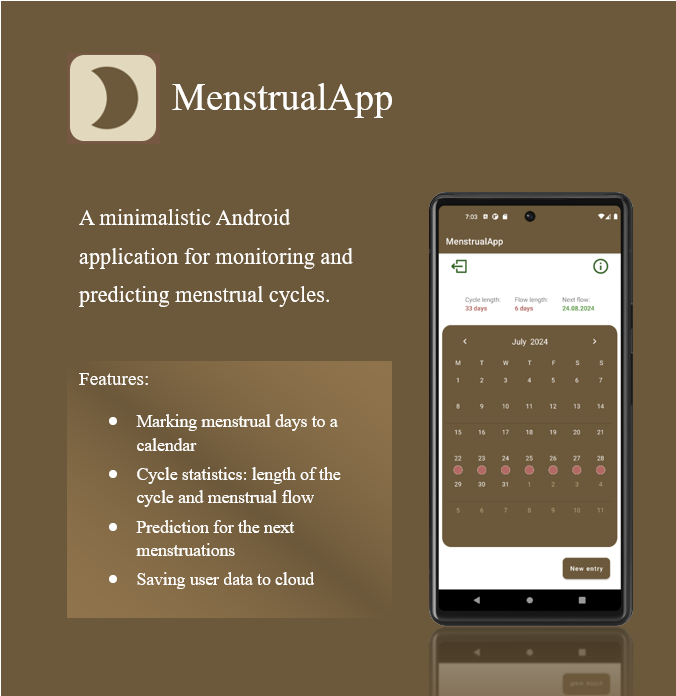 MenstrualApp
A minimalistic Android
application for monitoring and
predicting menstrual cycles.
Features:
Marking menstrual days to a
calendar
Cycle statistics: length of the
cycle and menstrual flow
Prediction for the next
menstruations
Saving user data to cloud
7:03
MenstrualApp
Cycle length: Flow length: Next flow:
33 days 6 days 24.08.2024
July 2024
M T W T F S S
1 2 3 4 5 6 7
8 9 10 11 12 13 14
15 16 17 18 19 20 21
22 23 24 25 26 27 28
29 30 31 1 2 3 4
5 6 7 8 9 10 11
New entry